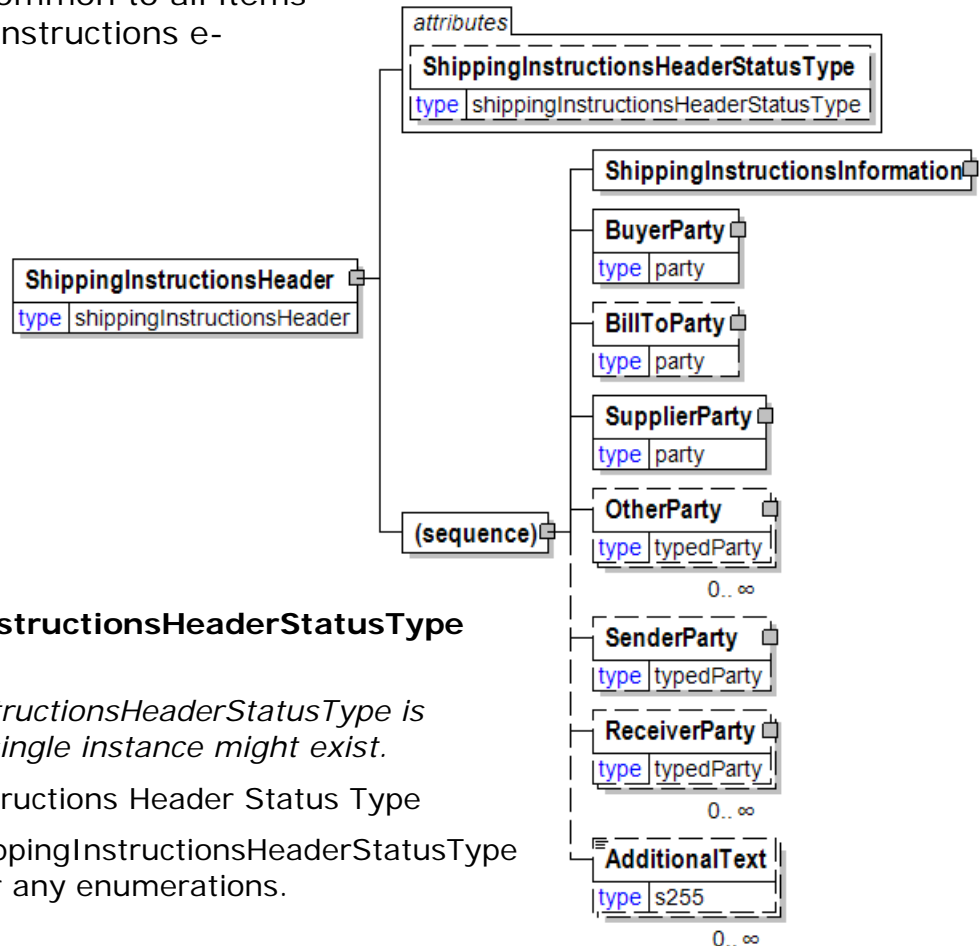 ommon to all items
nstructions e-
attributes
ShippingInstructionsHeaderStatusType
type shippingInstructionsHeaderStatusType
ShippingInstructionsHeader
type shippingInstructionsHeader
(sequence)
ShippingInstructionsInformation
BuyerParty
type party
BillToParty
type party
SupplierParty
type party
OtherParty
type typedParty
0.. ∞
SenderParty
type typedParty
ReceiverParty
type typedParty
0.. ∞
AdditionalText
type s255
0.. ∞
structionsHeaderStatusType
tructionsHeaderStatusType is
single instance might exist.
ructions Header Status Type
ppingInstructionsHeaderStatusType
r any enumerations.